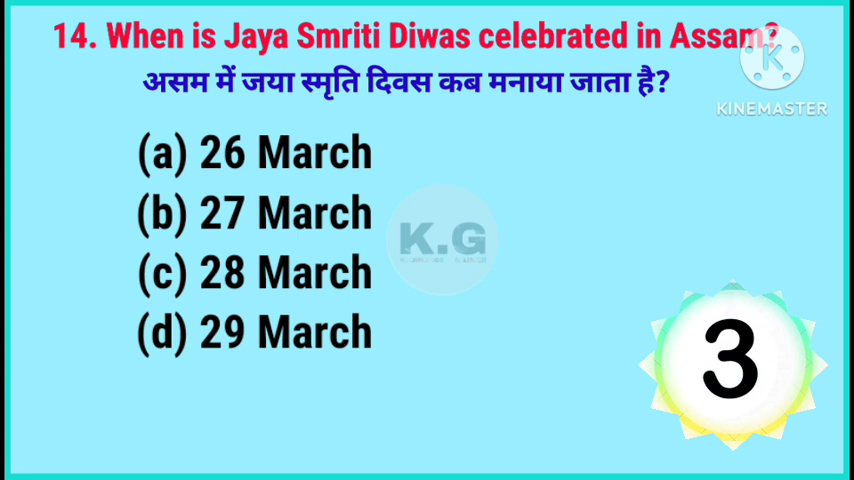 14. When is Jaya Smriti Diwas celebrated in Assam?
असम में जया स्मृति दिवस कब मनाया जाता है?
K
KINEMASTER
(a) 26 March
(b) 27 March
(c) 28 March
(d) 29 March
K.G
3